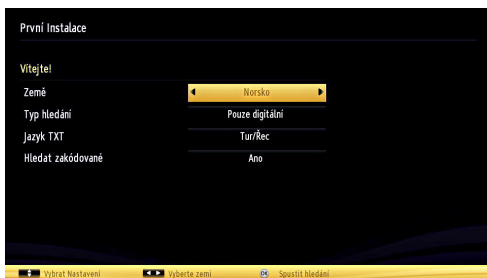 První Instalace
Vítejte!
Země Norsko
Typ hledání Pouze digitální
Jazyk TXT Tur/Řec
Hledat zakódované Ano
Vybrat Nastavení Vyberte zemi OK Spustit hledání